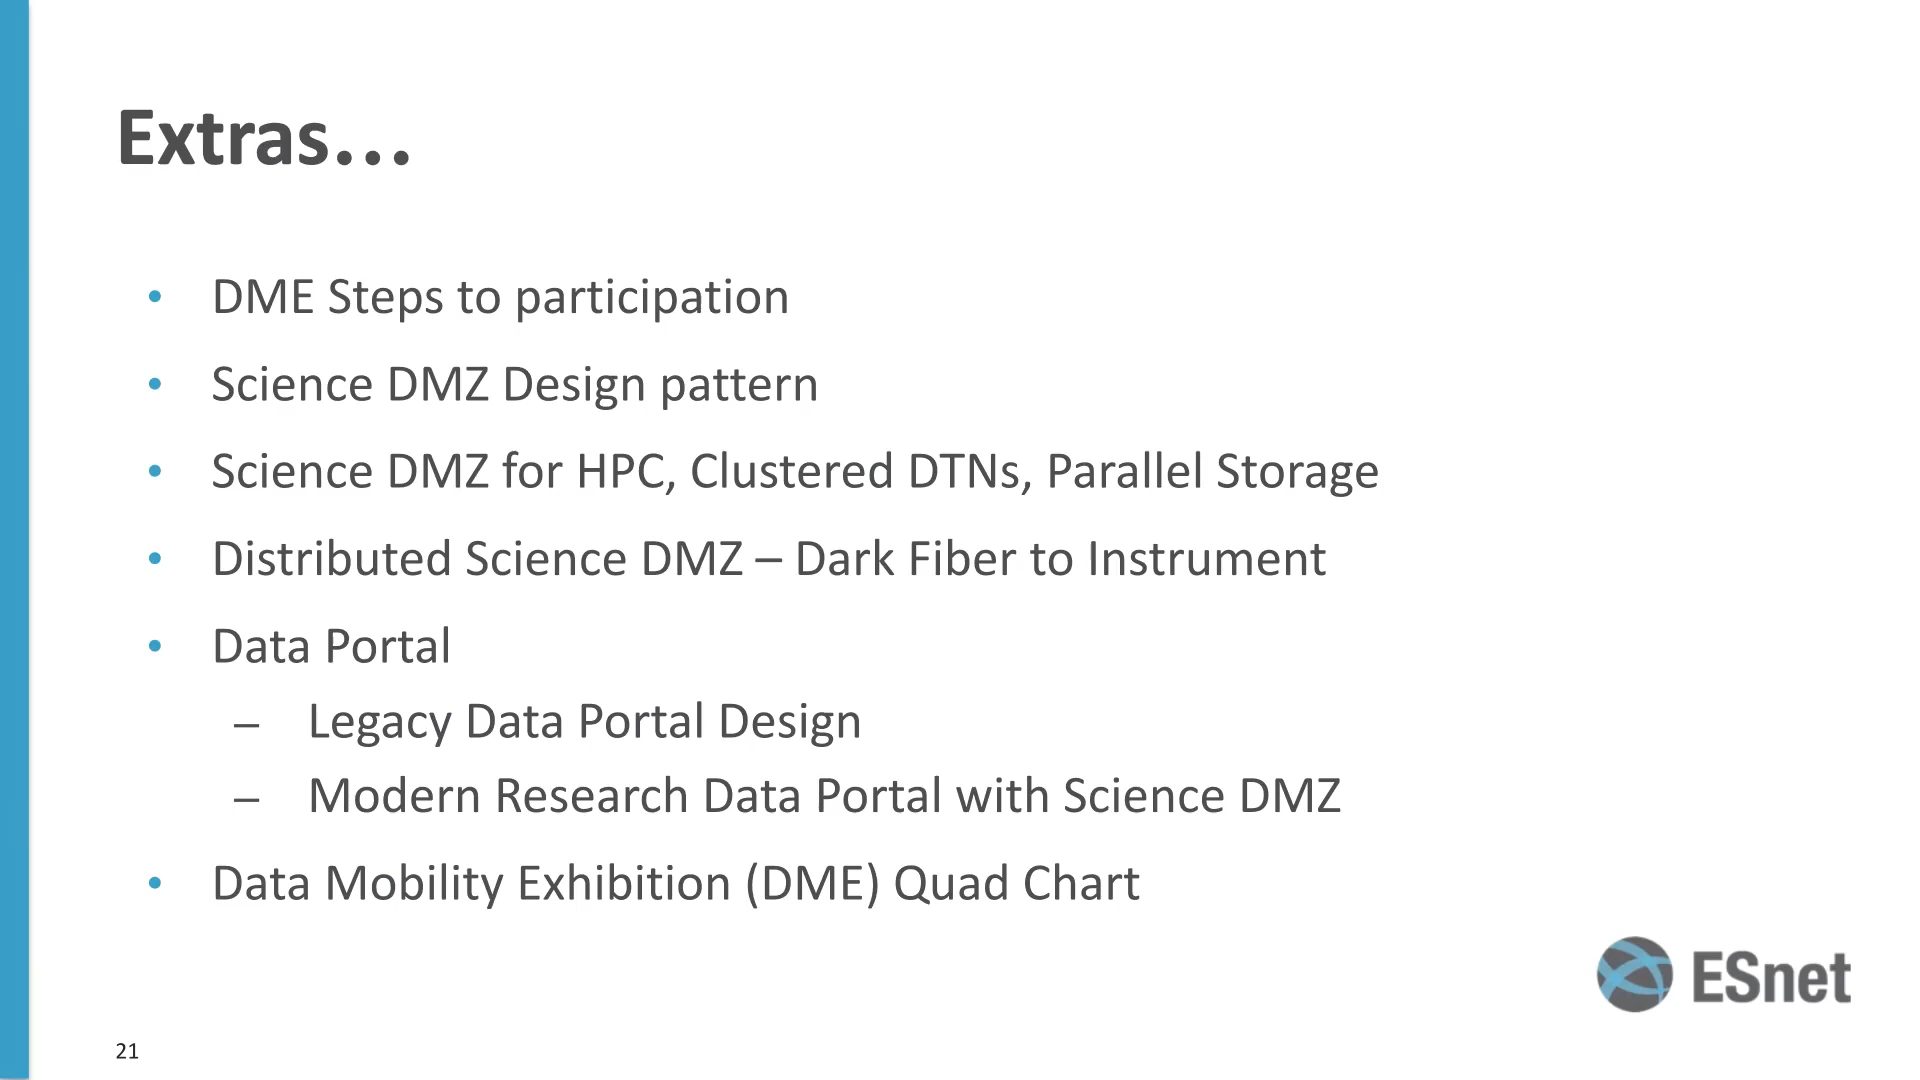 Extras...
• DME Steps to participation
• Science DMZ Design pattern
• Science DMZ for HPC, Clustered DTNs, Parallel Storage
• Distributed Science DMZ – Dark Fiber to Instrument
• Data Portal
– Legacy Data Portal Design
– Modern Research Data Portal with Science DMZ
• Data Mobility Exhibition (DME) Quad Chart
ESnet
21